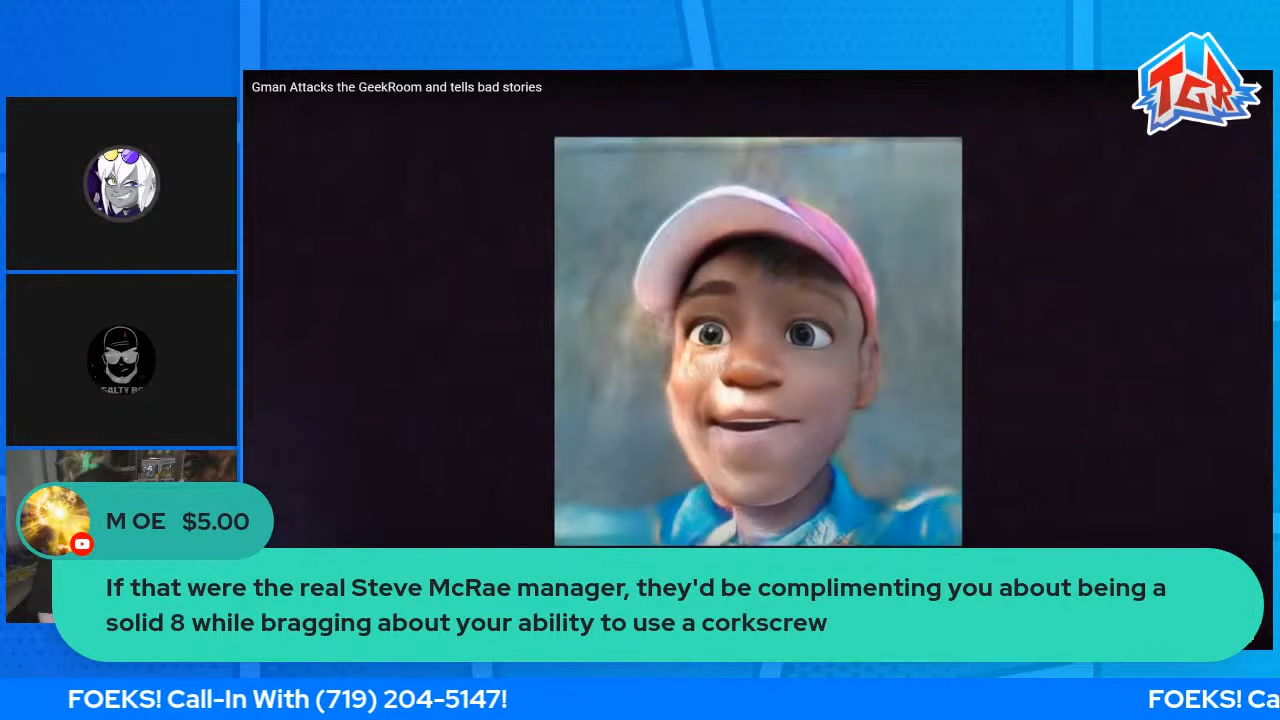 Gman Attacks the GeekRoom and tells bad stories
TGR
SALTY
M OE $5.00
If that were the real Steve McRae manager, they'd be complimenting you about being a
solid 8 while bragging about your ability to use a corkscrew
FOEKS! Call-In With (719) 204-5147!
FOEKS! Ca